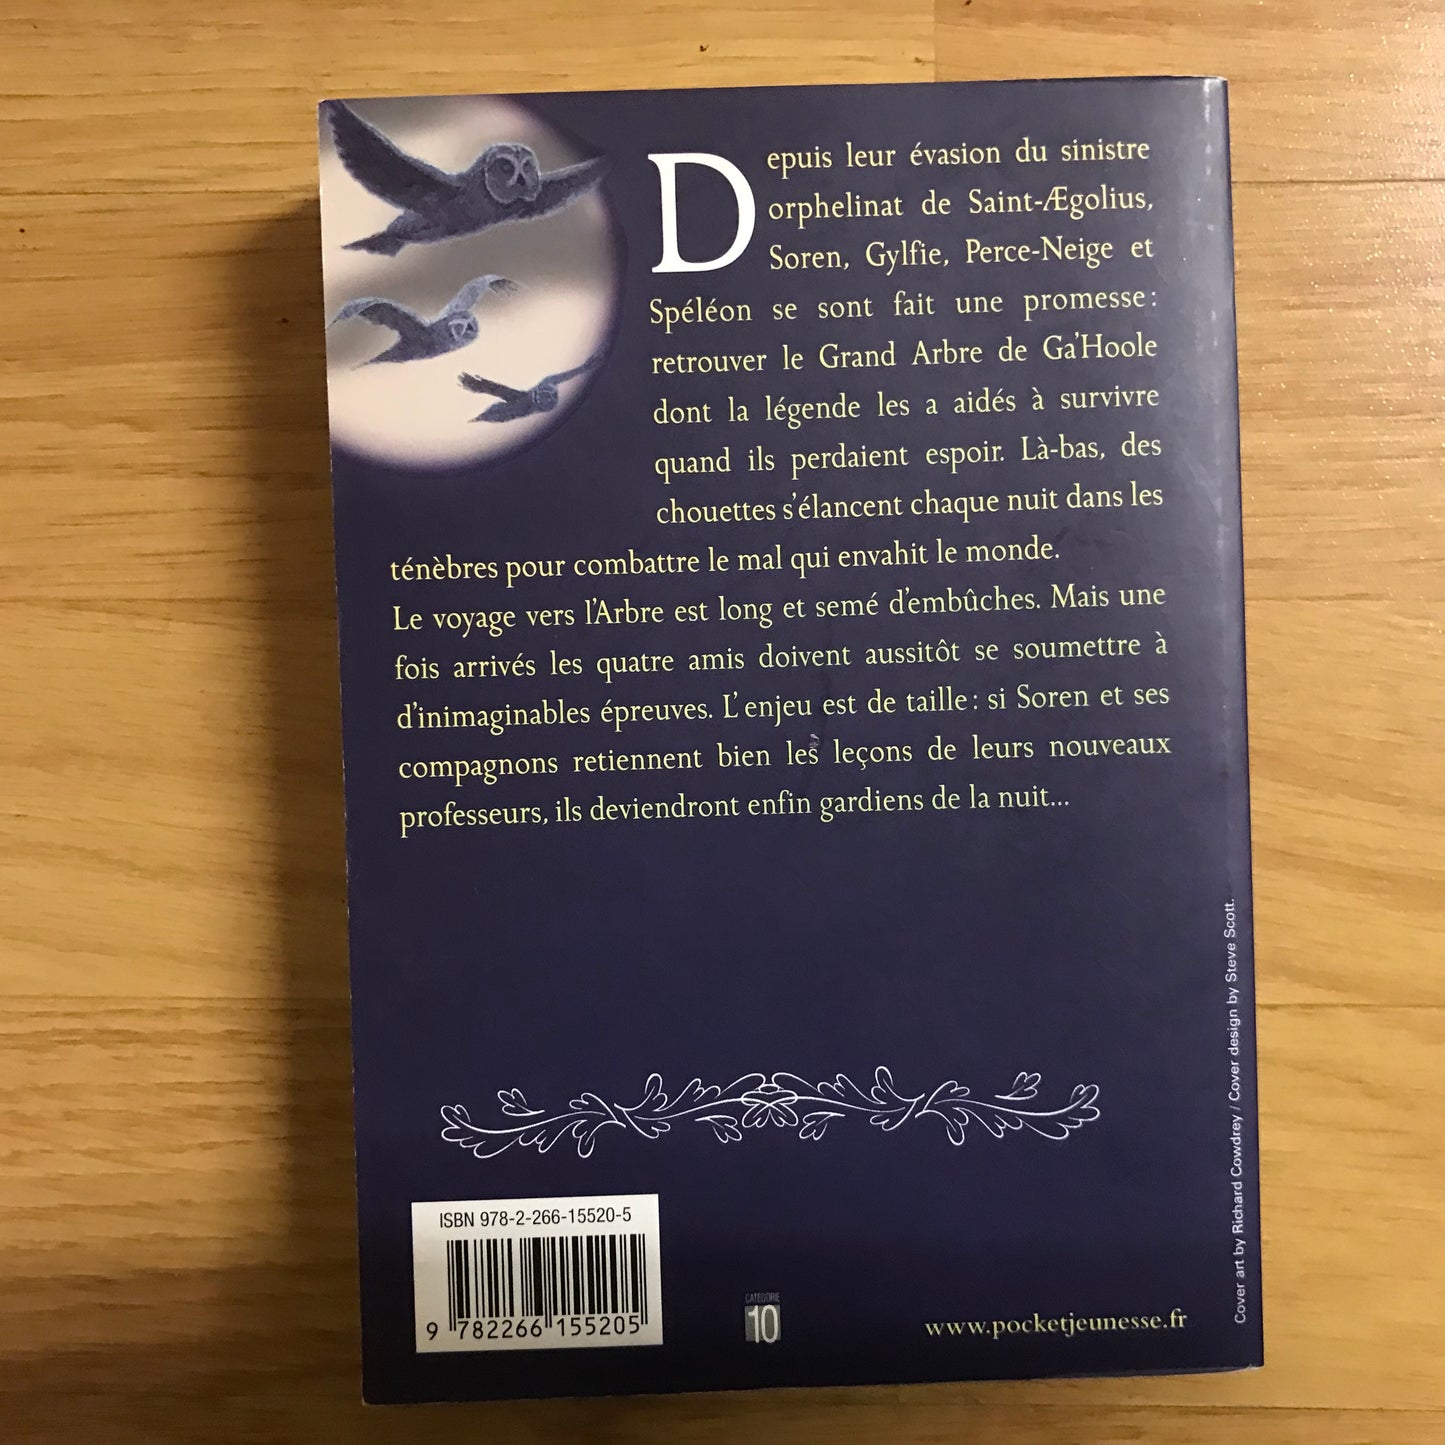 Depuis leur évasion du sinistre
orphelinat de Saint-Ægolius,
Soren, Gylfie, Perce-Neige et
Spéléon se sont fait une promesse :
retrouver le Grand Arbre de Ga'Hoole
dont la légende les a aidés à survivre
quand ils perdaient espoir. Là-bas, des
chouettes s'élancent chaque nuit dans les
ténèbres pour combattre le mal qui envahit le monde.
Le voyage vers l'Arbre est long et semé d'embûches. Mais une
fois arrivés les quatre amis doivent aussitôt se soumettre à
d'inimaginables épreuves. L'enjeu est de taille : si Soren et ses
compagnons retiennent bien les leçons de leurs nouveaux
professeurs, ils deviendront enfin gardiens de la nuit...
Cover art by Richard Cowdrey / Cover design by Steve Scott.
ISBN 978-2-266-15520-5
9 782266 155205
CATÉGORIE
10
www.pocketjeunesse.fr